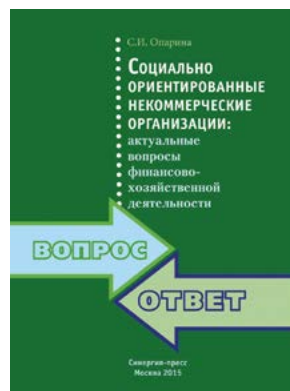 С.И. Опарина
Социально
ориентированные
некоммерческие
организации:
актуальные
вопросы
финансово-
хозяйственной
деятельности
ВОПРОС
ОТВЕТ
Синергия-пресс
Москва 2015